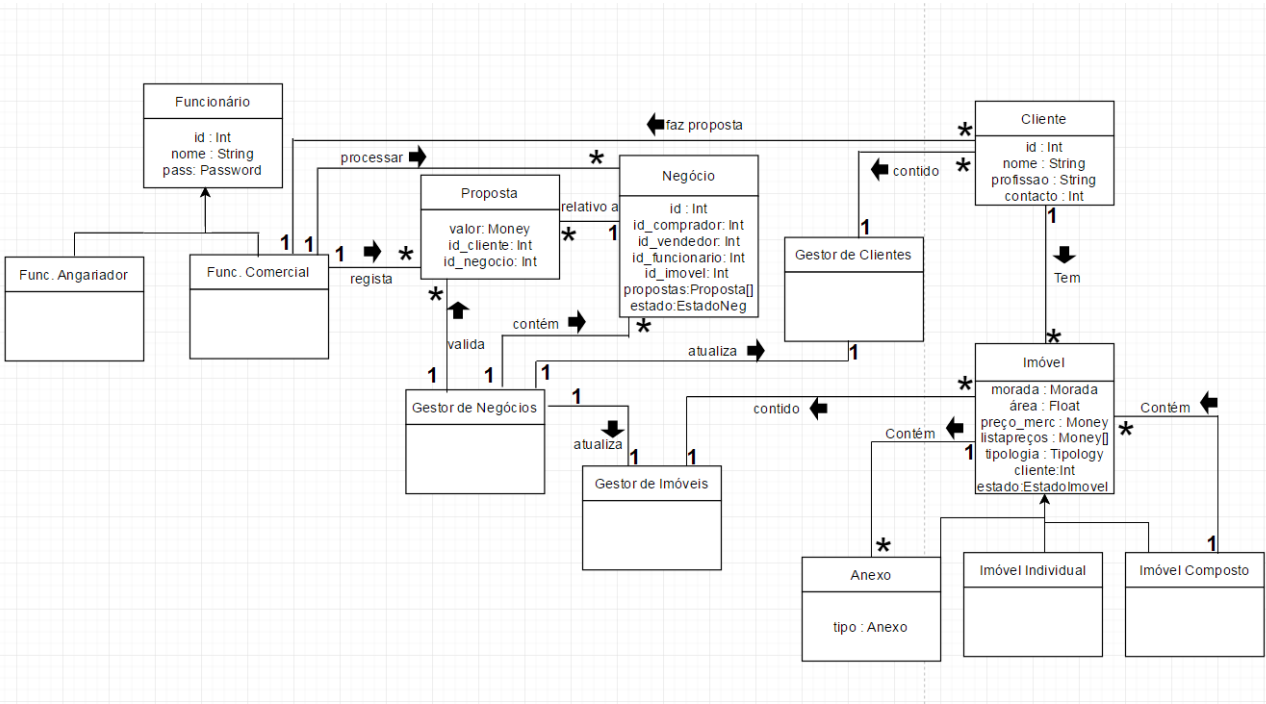 Funcionário
id : Int
nome : String
pass: Password
Func. Angariador
Func. Comercial
faz proposta
*
processar
*
Proposta
valor: Money
id_cliente: Int
id_negocio: Int
relativo a
*
1
Negócio
id : Int
id_comprador: Int
id_vendedor: Int
id_funcionario: Int
id_imovel: Int
propostas:Proposta[]
estado:EstadoNeg
Cliente
id : Int
nome : String
profissao : String
contacto : Int
contido
*
1
Gestor de Clientes
1
1
1
*
regista
1
Tem
*
*
valida
1
contém
1
*
atualiza
1
1
Gestor de Negócios
1
atualiza
1
Gestor de Imóveis
1
contido
*
Imóvel
morada : Morada
área : Float
preço_merc : Money
listapreços : Money[]
tipologia : Tipology
cliente:Int
estado:EstadoImovel
Contém
*
1
Contém
1
*
Anexo
tipo : Anexo
Imóvel Individual
Imóvel Composto